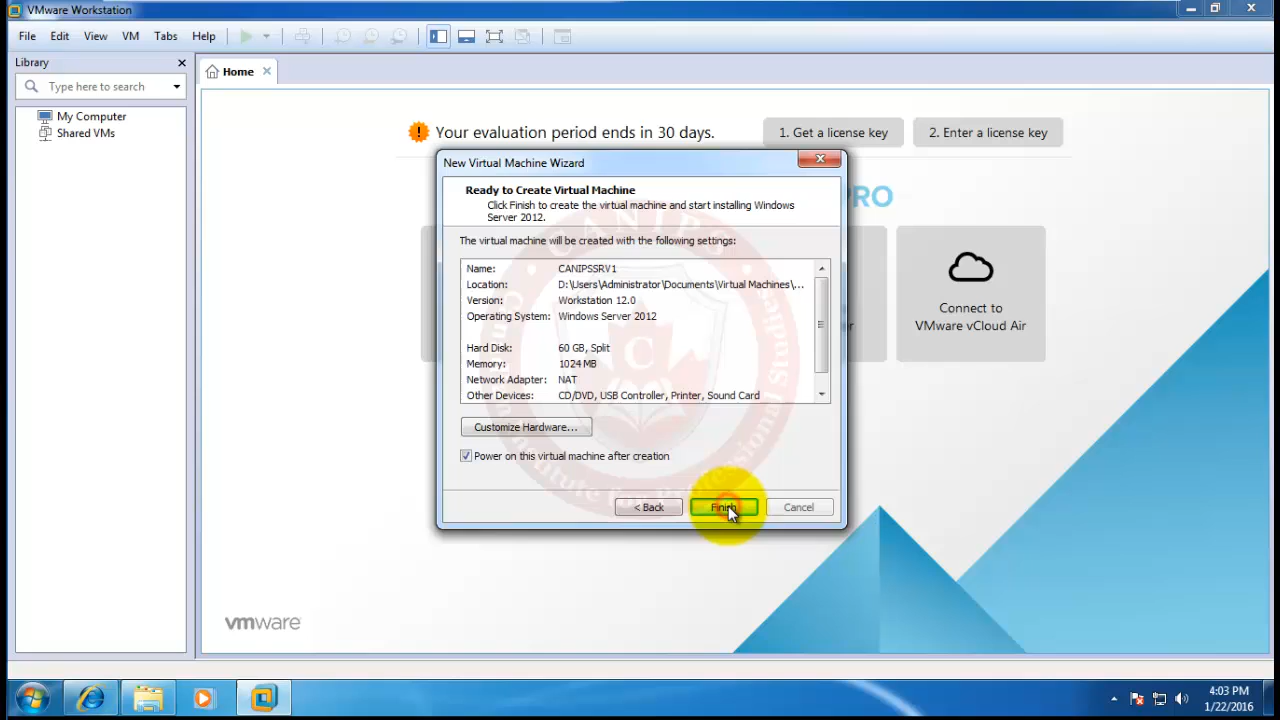 VMware Workstation
File Edit View VM Tabs Help
Library
Type here to search
My Computer
Shared VMs
Home
Your evaluation period ends in 30 days.
1. Get a license key
2. Enter a license key
PRO
Connect to
VMware vCloud Air
New Virtual Machine Wizard
Ready to Create Virtual Machine
Click Finish to create the virtual machine and start installing Windows
Server 2012.
The virtual machine will be created with the following settings:
Name: CANIPSSRV1
Location: D:\Users\Administrator\Documents\Virtual Machines\...
Version: Workstation 12.0
Operating System: Windows Server 2012
Hard Disk: 60 GB, Split
Memory: 1024 MB
Network Adapter: NAT
Other Devices: CD/DVD, USB Controller, Printer, Sound Card
Customize Hardware...
Power on this virtual machine after creation
< Back
Finish
Cancel
vmware
4:03 PM
1/22/2016